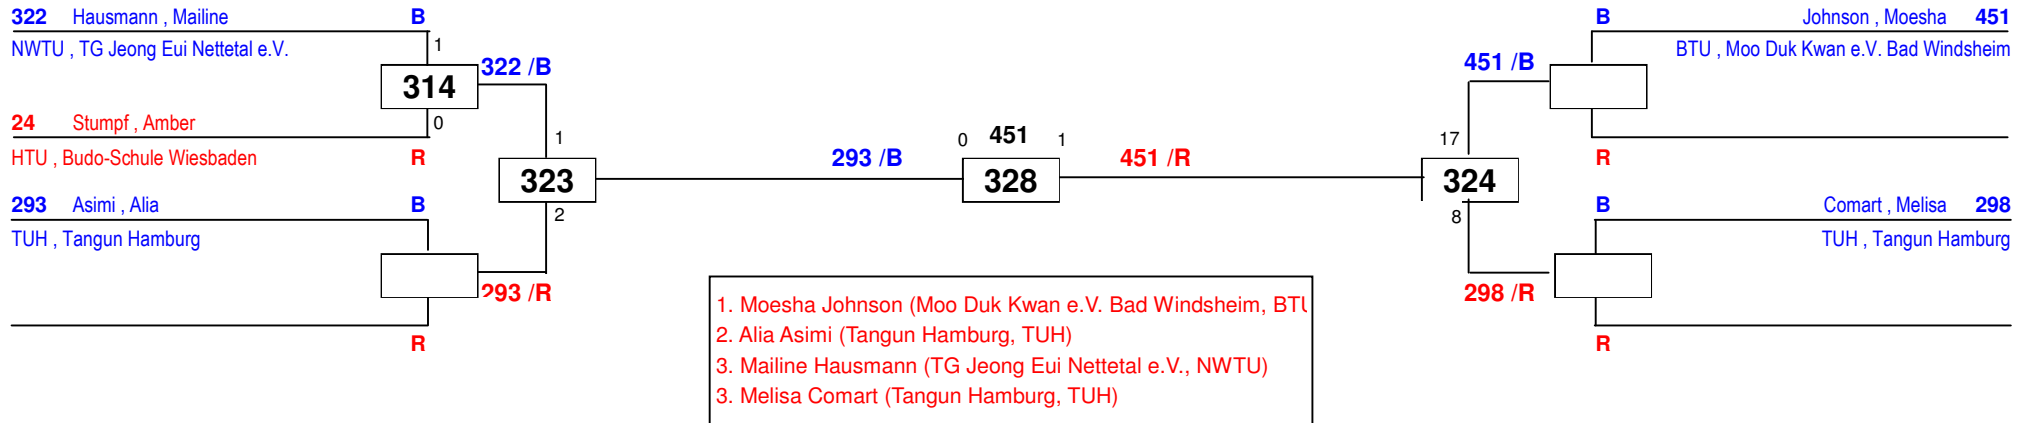 322 Hausmann , Mailine B
NWTU , TG Jeong Eui Nettetal e.V.
1
314
322 /B
0
24 Stumpf , Amber
HTU , Budo-Schule Wiesbaden R
1
323
2
293 Asimi , Alia B
TUH , Tangun Hamburg
293 /R
R
293 /B
0 451 1
328
451 /R
B Johnson , Moesha 451
BTU , Moo Duk Kwan e.V. Bad Windsheim
451 /B
17
R
324
8
B Comart , Melisa 298
TUH , Tangun Hamburg
298 /R
R
1. Moesha Johnson (Moo Duk Kwan e.V. Bad Windsheim, BTU
2. Alia Asimi (Tangun Hamburg, TUH)
3. Mailine Hausmann (TG Jeong Eui Nettetal e.V., NWTU)
3. Melisa Comart (Tangun Hamburg, TUH)